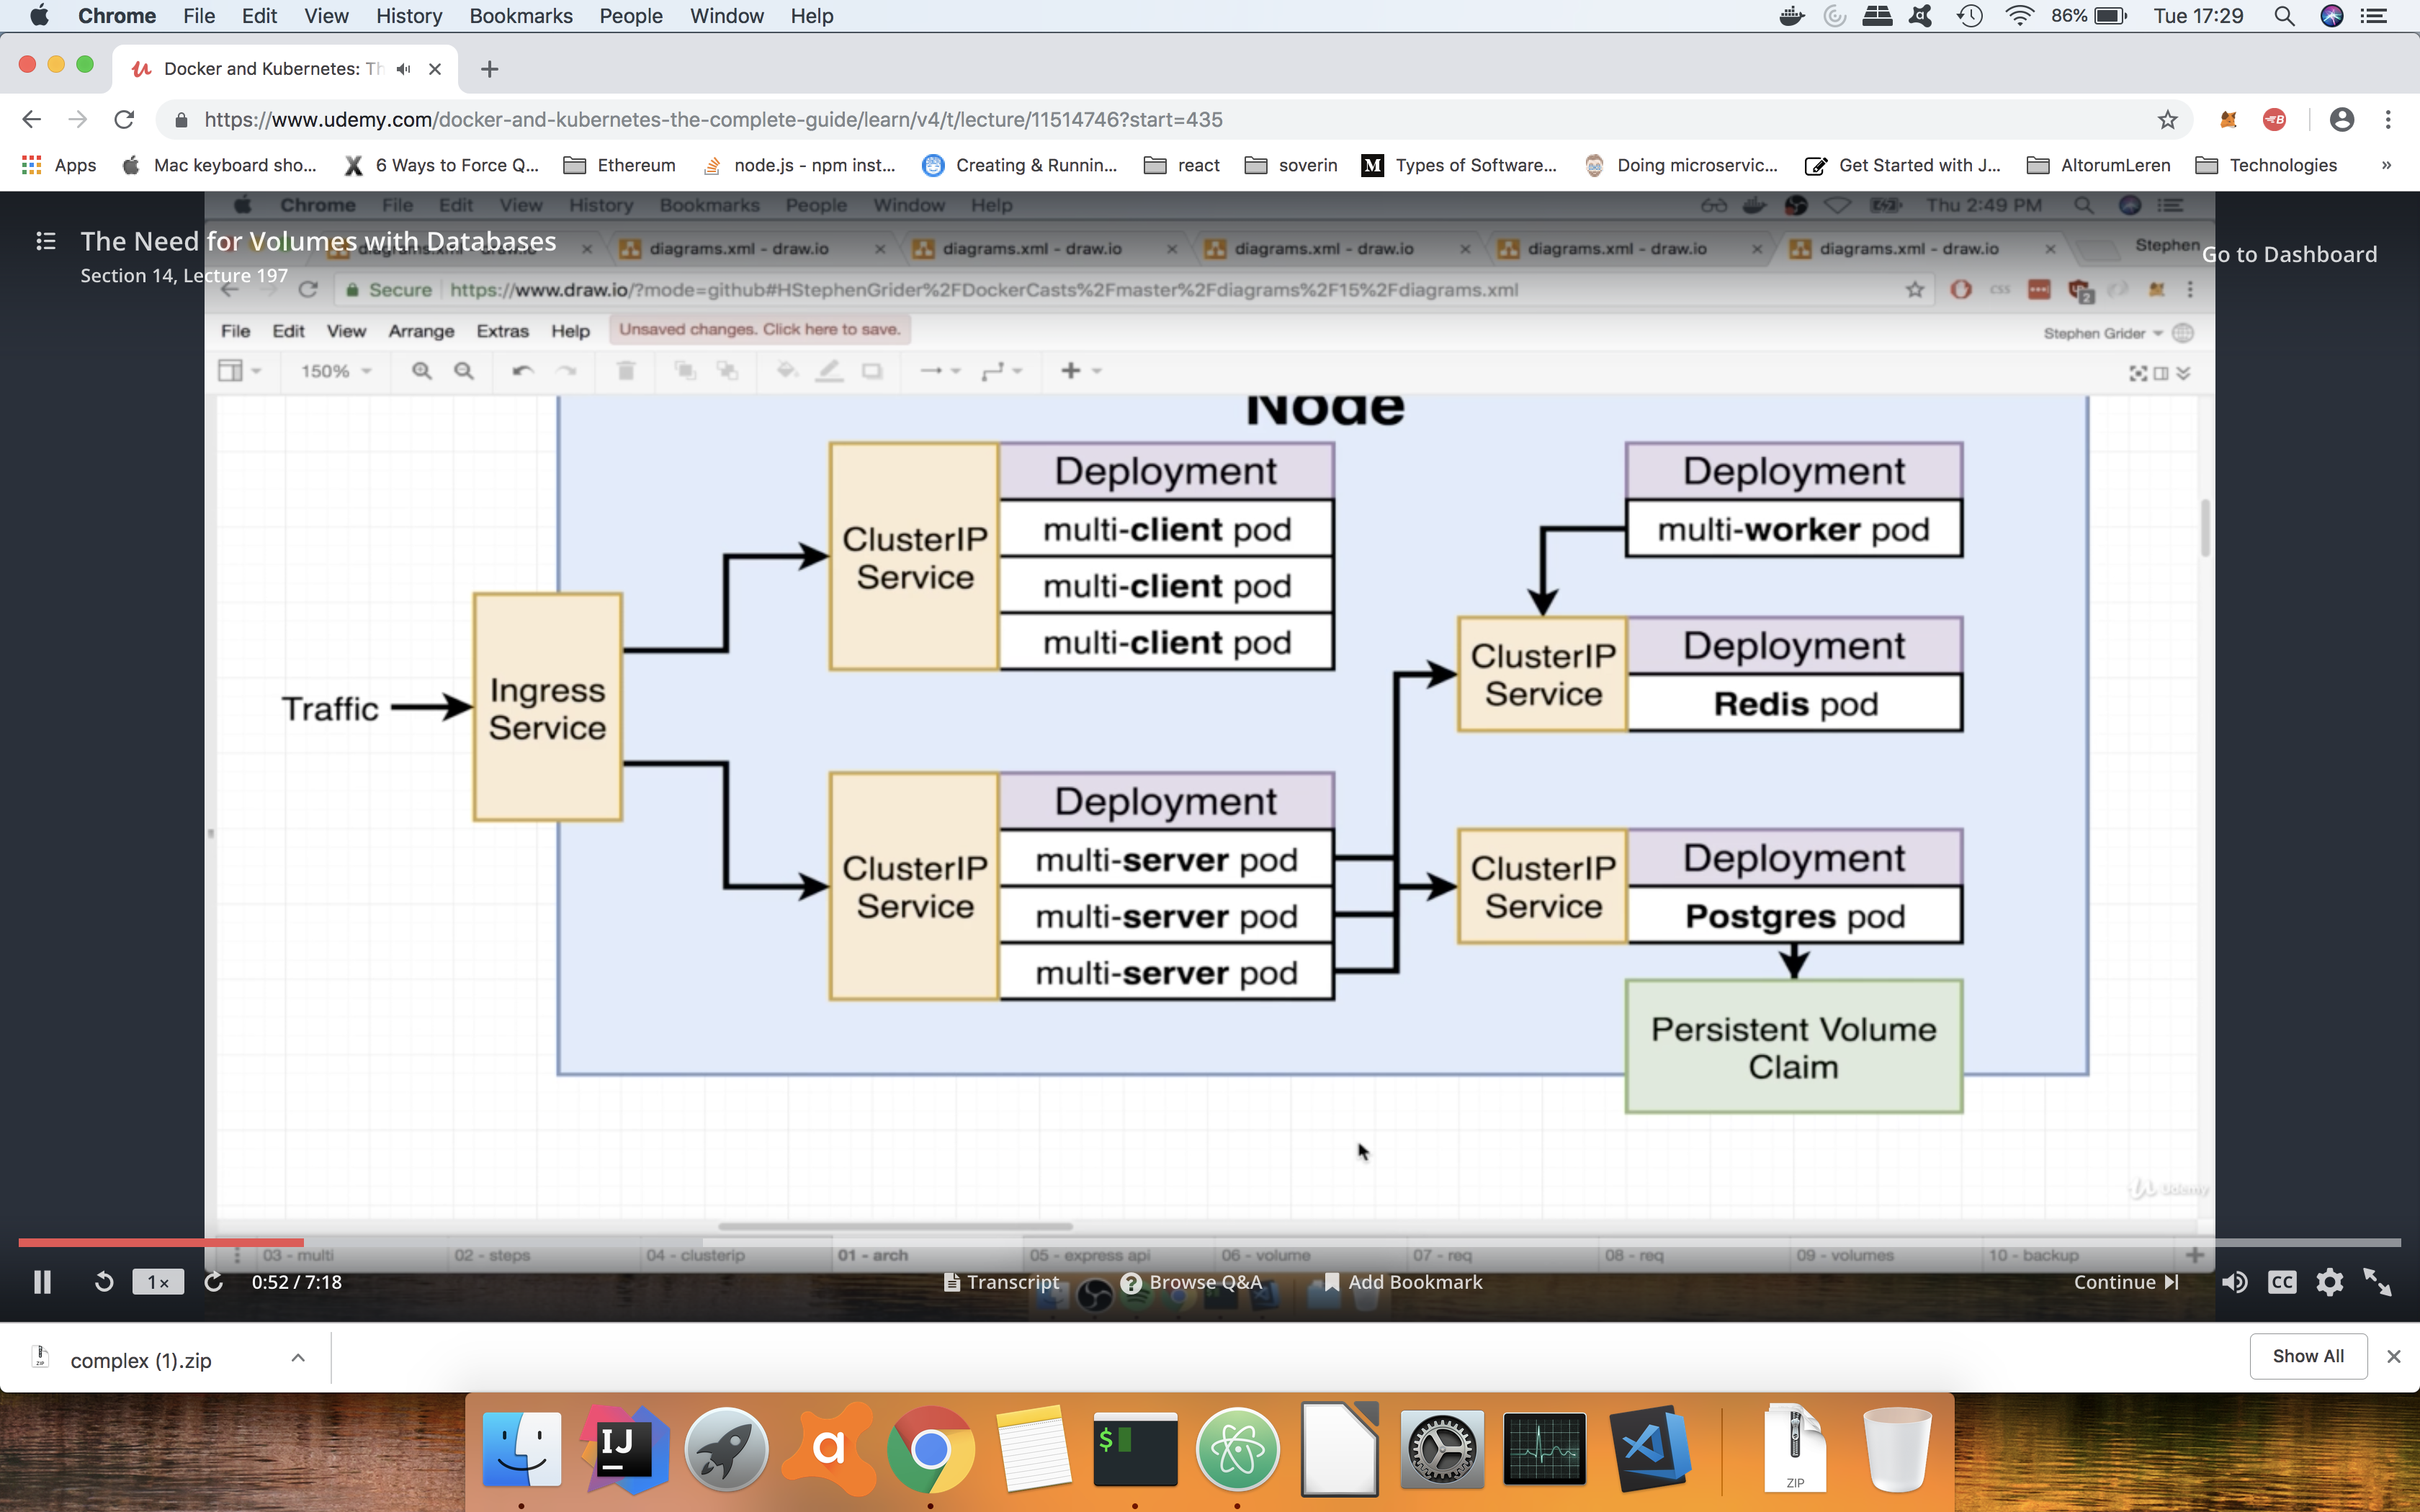 Chrome File Edit View History Bookmarks People Window Help 86% Tue 17:29
Docker and Kubernetes: Th
https://www.udemy.com/docker-and-kubernetes-the-complete-guide/learn/v4/t/lecture/11514746?start=435
Apps Mac keyboard sho... 6 Ways to Force Q... Ethereum node.js - npm inst... Creating & Runnin... react soverin Types of Software... Doing microservic... Get Started with J... AltorumLeren Technologies »
Chrome File Edit View History Bookmarks People Window Help Thu 2:49 PM
The Need for Volumes with Databases
diagrams.xml - draw.io diagrams.xml - draw.io diagrams.xml - draw.io diagrams.xml - draw.io diagrams.xml - draw.io Stephen
Go to Dashboard
Section 14, Lecture 197
Secure https://www.draw.io/?mode=github#HStephenGrider%2FDockerCasts%2Fmaster%2Fdiagrams%2F15%2Fdiagrams.xml
File Edit View Arrange Extras Help Unsaved changes. Click here to save. Stephen Grider
150%
Node
Traffic
Ingress
Service
ClusterIP
Service
Deployment
multi-client pod
multi-client pod
multi-client pod
ClusterIP
Service
Deployment
multi-server pod
multi-server pod
multi-server pod
Deployment
multi-worker pod
ClusterIP
Service
Deployment
Redis pod
ClusterIP
Service
Deployment
Postgres pod
Persistent Volume
Claim
Udemy
03 - multi 02 - steps 04 - clusterip 01 - arch 05 - express api 06 - volume 07 - req 08 - req 09 - volumes 10 - backup
1x 0:52 / 7:18 Transcript Browse Q&A Add Bookmark Continue CC
complex (1).zip Show All
IJ
ZIP